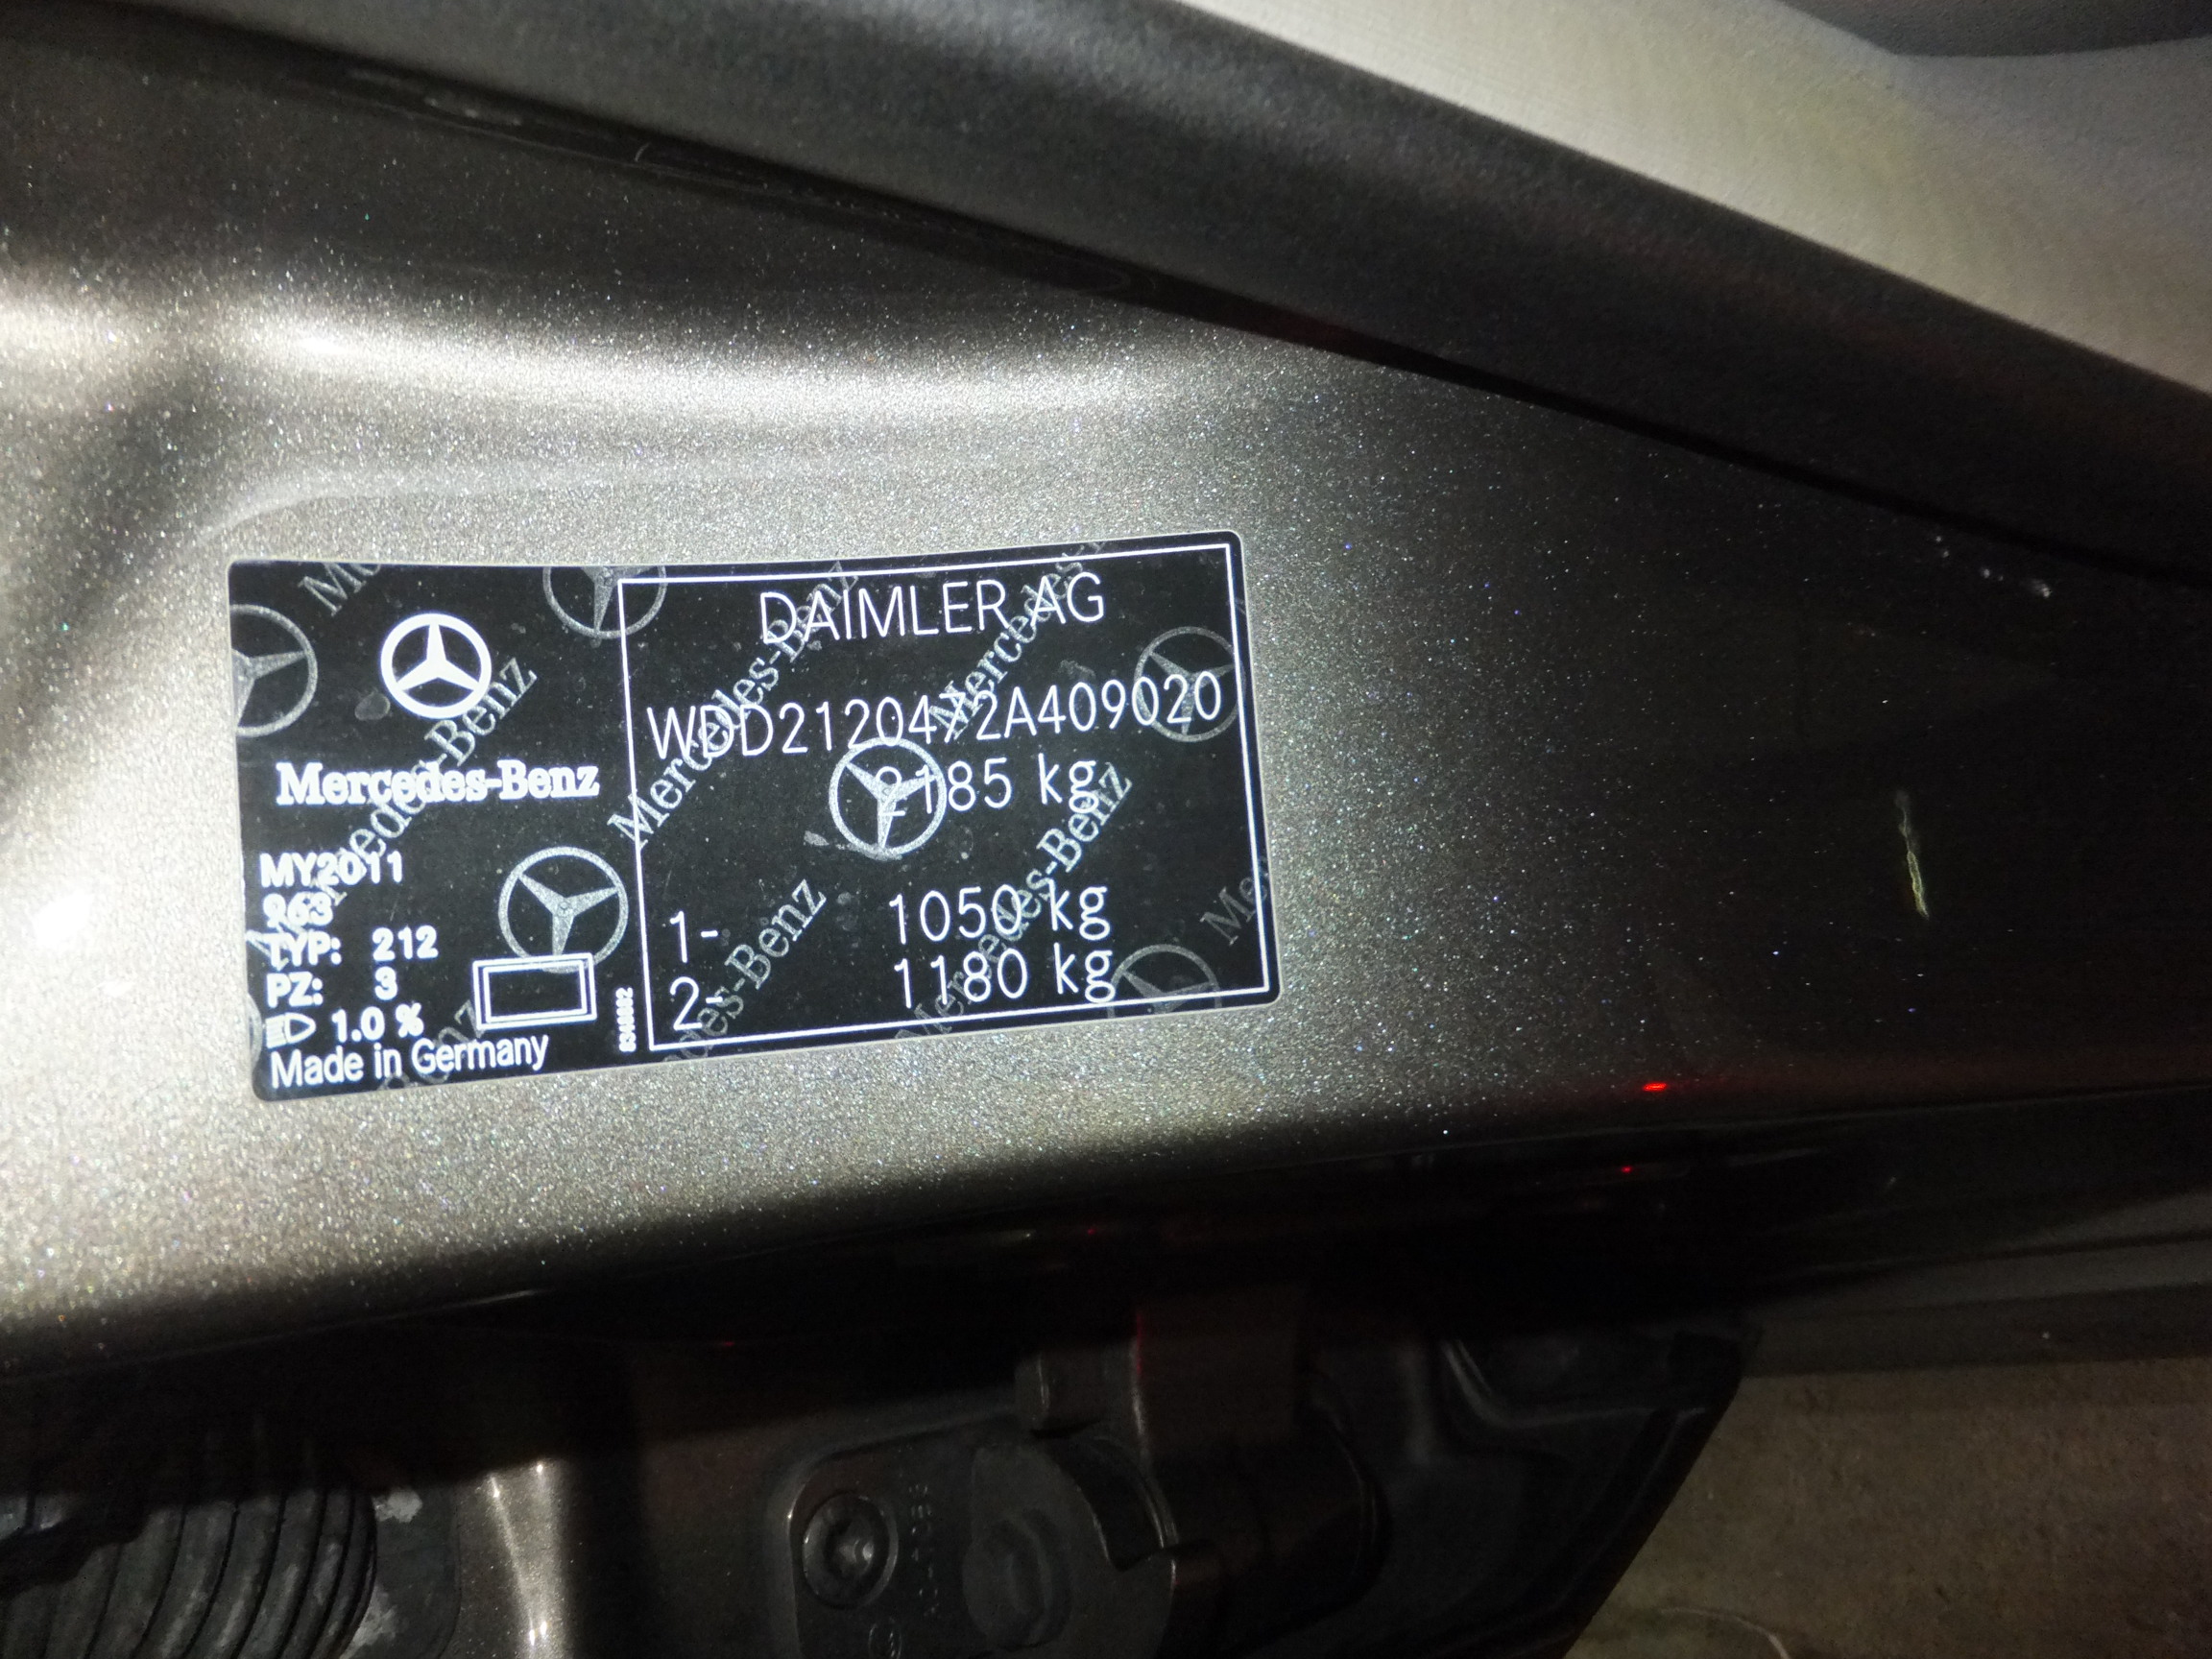 Mercedes-Benz
MY2011
963
TYP: 212
PZ: 3
1.0 %
Made in Germany
DAIMLER AG
WDD2120472A409020
2185 kg
1- 1050 kg
2- 1180 kg